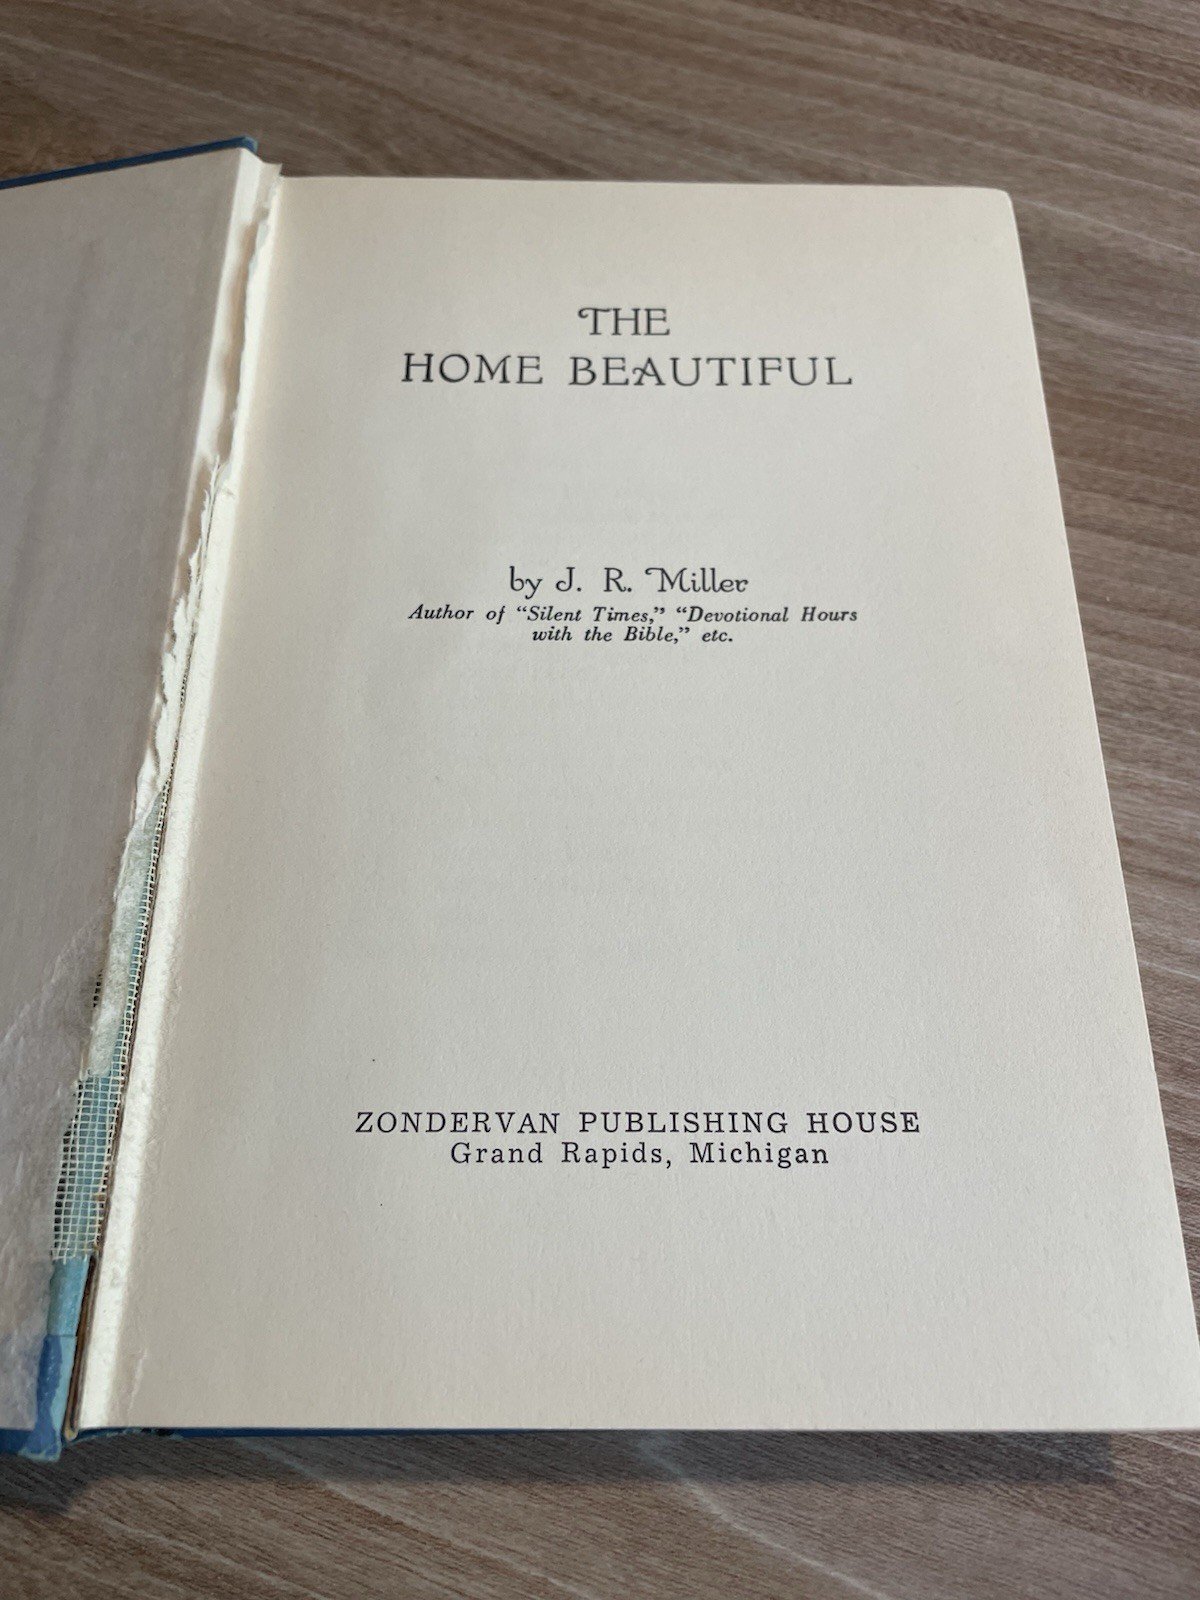 THE
HOME BEAUTIFUL
by J. R. Miller
Author of “Silent Times,” “Devotional Hours
with the Bible,” etc.
ZONDERVAN PUBLISHING HOUSE
Grand Rapids, Michigan